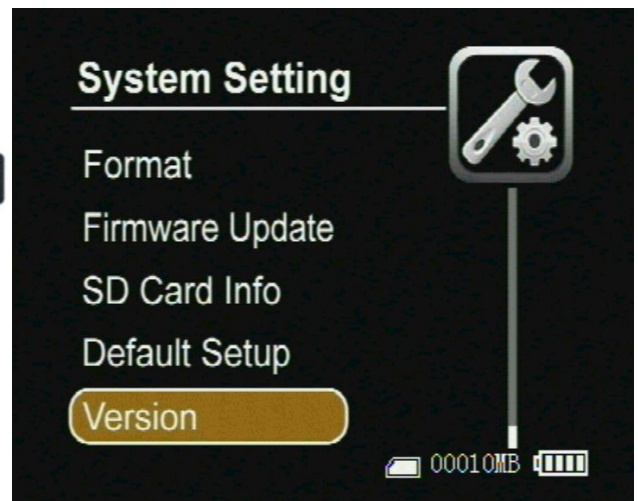 System Setting
Format
Firmware Update
SD Card Info
Default Setup
Version
00010MB